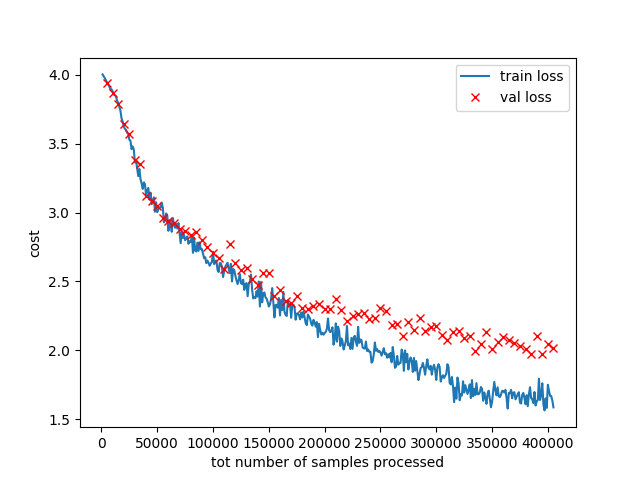 train loss
val loss
cost
4.0
3.5
3.0
2.5
2.0
1.5
0 50000 100000 150000 200000 250000 300000 350000 400000
tot number of samples processed